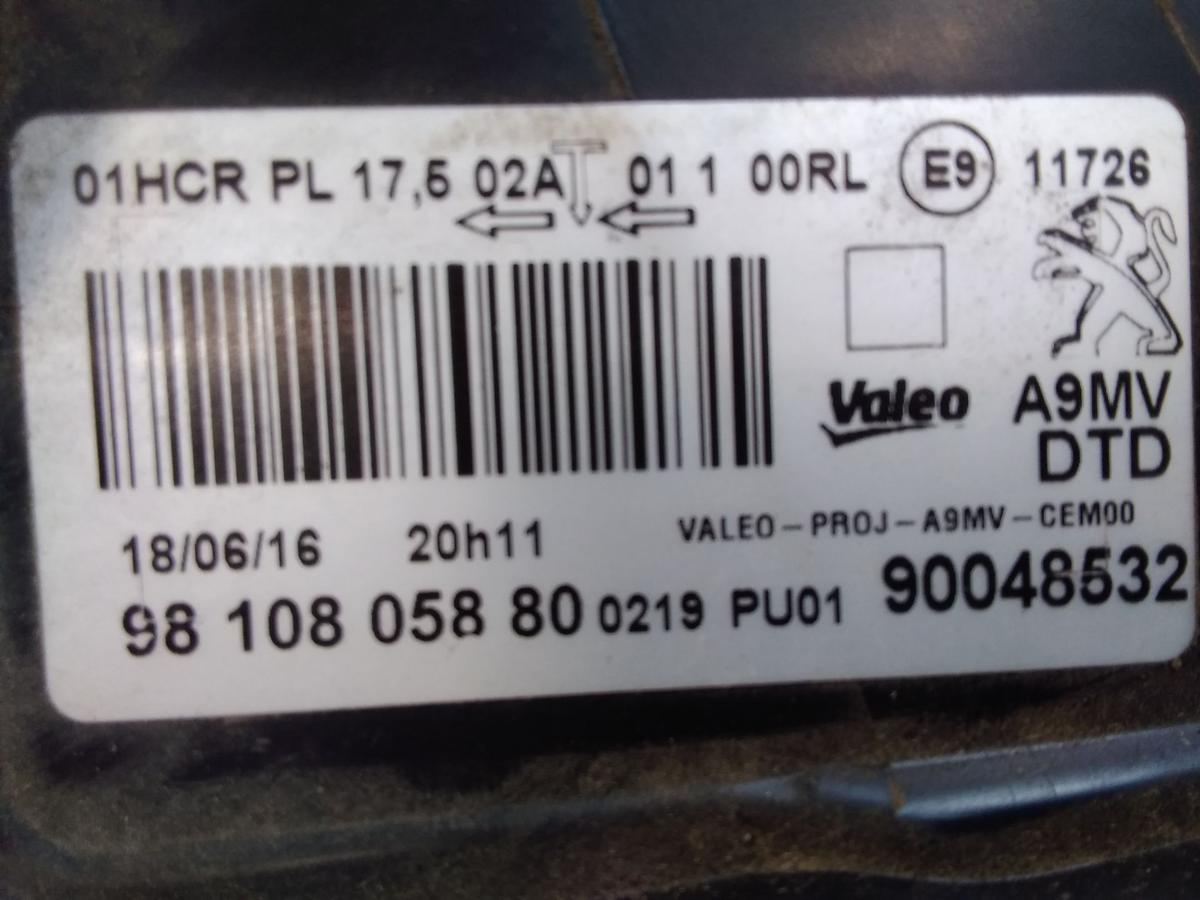 01HCR PL 17,5 02A 01 1 00RL E9 11726
Valeo
A9MV
DTD
18/06/16 20h11 VALEO-PROJ-A9MV-CEM00
98 108 058 80 0219 PU01 90048532